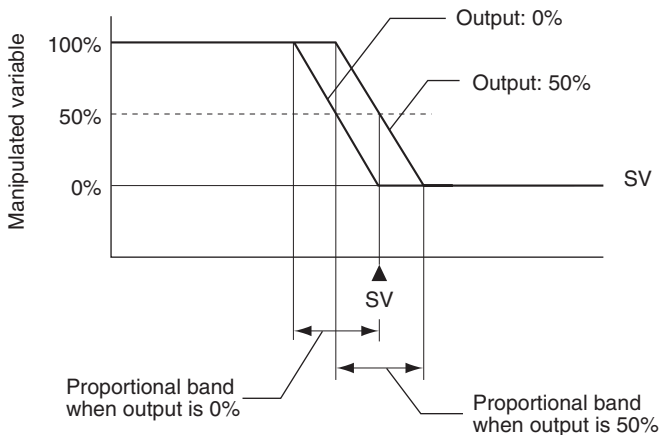 Output: 0%
Manipulated variable
100%
Output: 50%
50%
0%
SV
SV
Proportional band
when output is 0%
Proportional band
when output is 50%